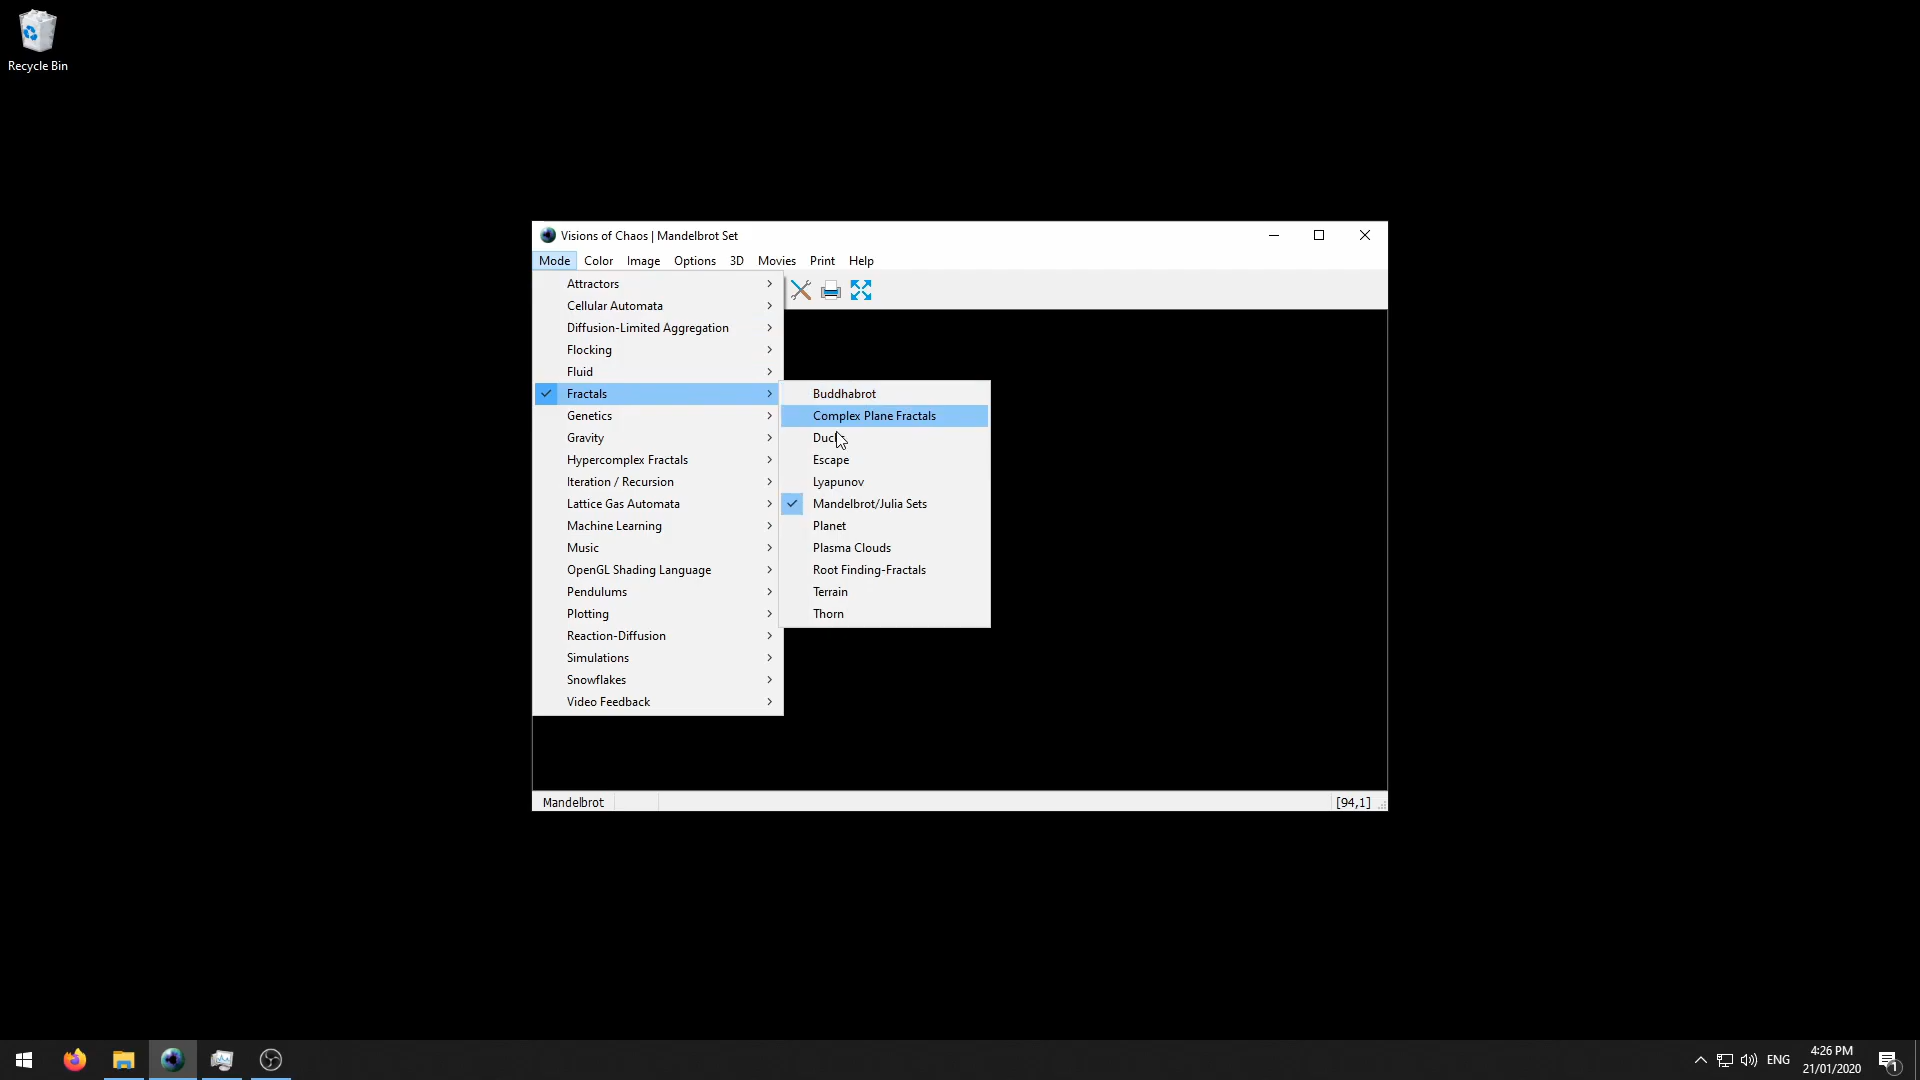 Recycle Bin
Visions of Chaos | Mandelbrot Set
Mode Color Image Options 3D Movies Print Help
Attractors
Cellular Automata
Diffusion-Limited Aggregation
Flocking
Fluid
Fractals
Genetics
Gravity
Hypercomplex Fractals
Iteration / Recursion
Lattice Gas Automata
Machine Learning
Music
OpenGL Shading Language
Pendulums
Plotting
Reaction-Diffusion
Simulations
Snowflakes
Video Feedback
Buddhabrot
Complex Plane Fractals
Escape
Lyapunov
Mandelbrot/Julia Sets
Planet
Plasma Clouds
Root Finding-Fractals
Terrain
Thorn
Mandelbrot
[94,1]
ENG
4:26 PM
21/01/2020
1